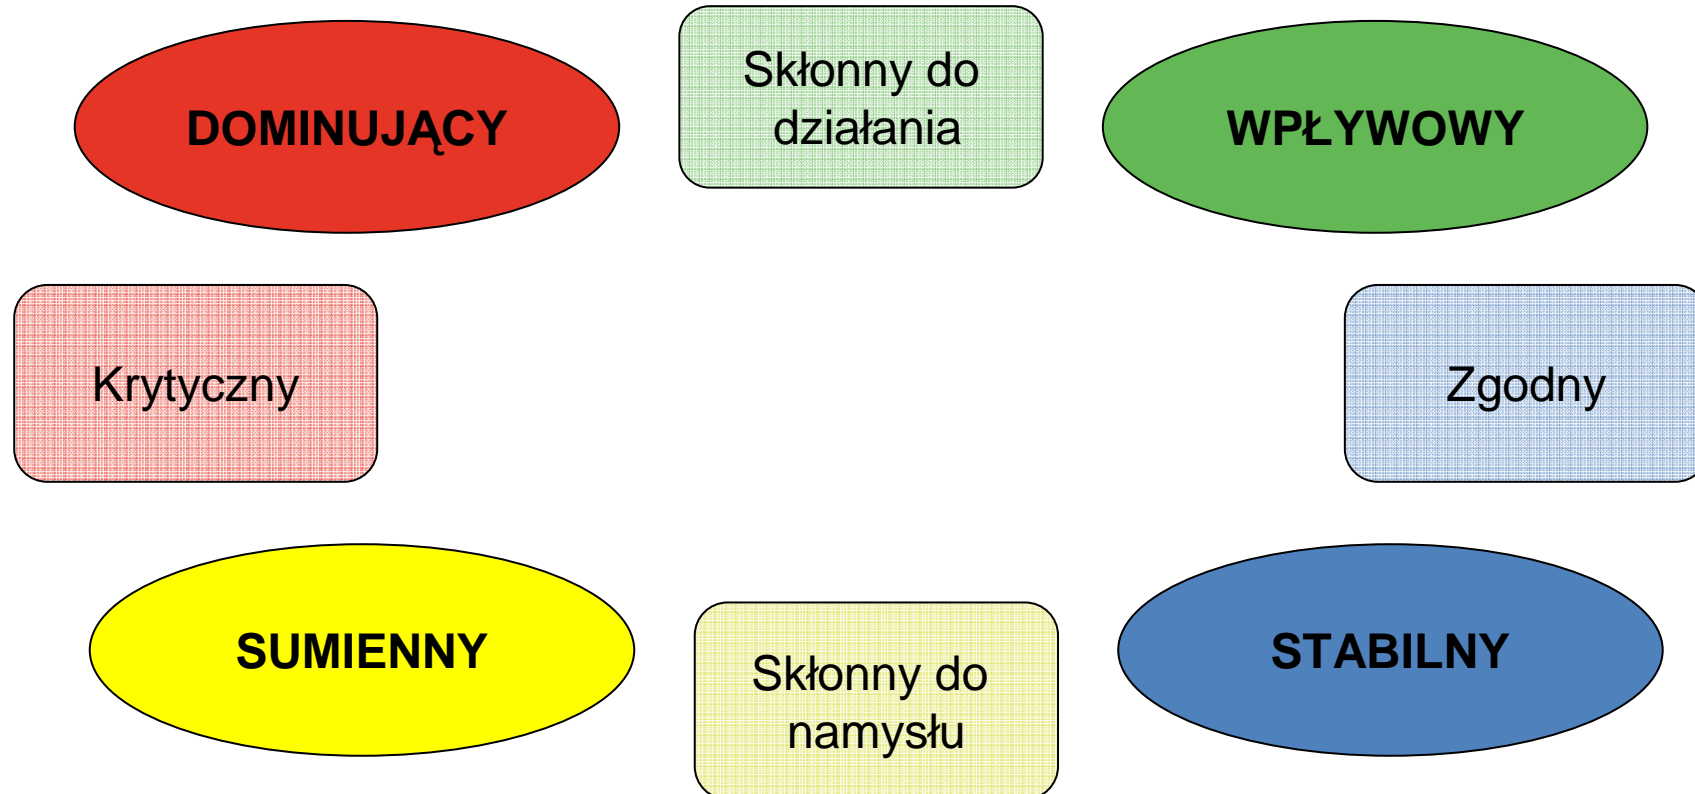 DOMINUJĄCY
Skłonny do
działania
WPŁYWOWY
Krytyczny
Zgodny
SUMIENNY
Skłonny do
namysłu
STABILNY